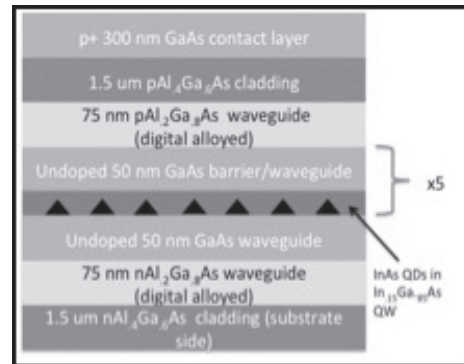 p+ 300 nm GaAs contact layer
1.5 um pAl.4Ga.6As cladding
75 nm pAl.2Ga.8As waveguide
(digital alloyed)
Undoped 50 nm GaAs barrier/waveguide
x5
Undoped 50 nm GaAs waveguide
75 nm nAl.2Ga.8As waveguide
(digital alloyed)
1.5 um nAl.4Ga.6As cladding (substrate
side)
InAs QDs in
In.15Ga.85As
QW